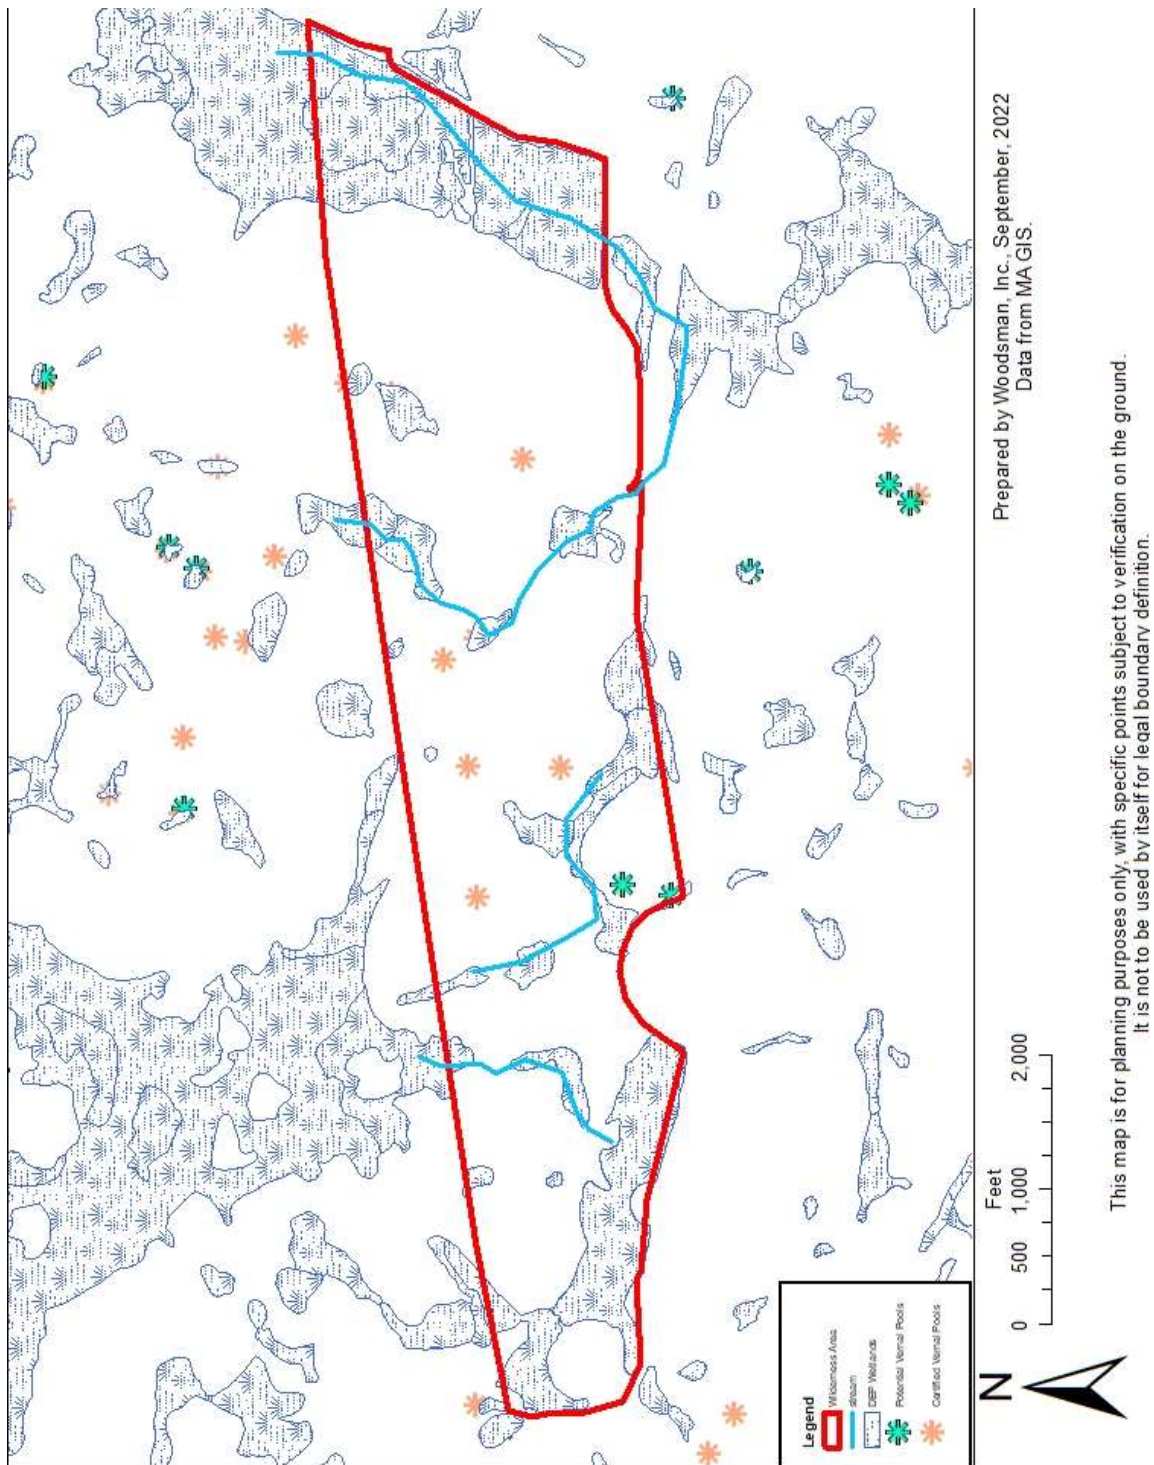 Legend
Wilderness Area
stream
DEP Wetlands
Potential Vernal Pools
Certified Vernal Pools
N
Feet
0 500 1,000 2,000
Prepared by Woodsman, Inc., September, 2022
Data from MA GIS.
This map is for planning purposes only, with specific points subject to verification on the ground.
It is not to be used by itself for legal boundary definition.